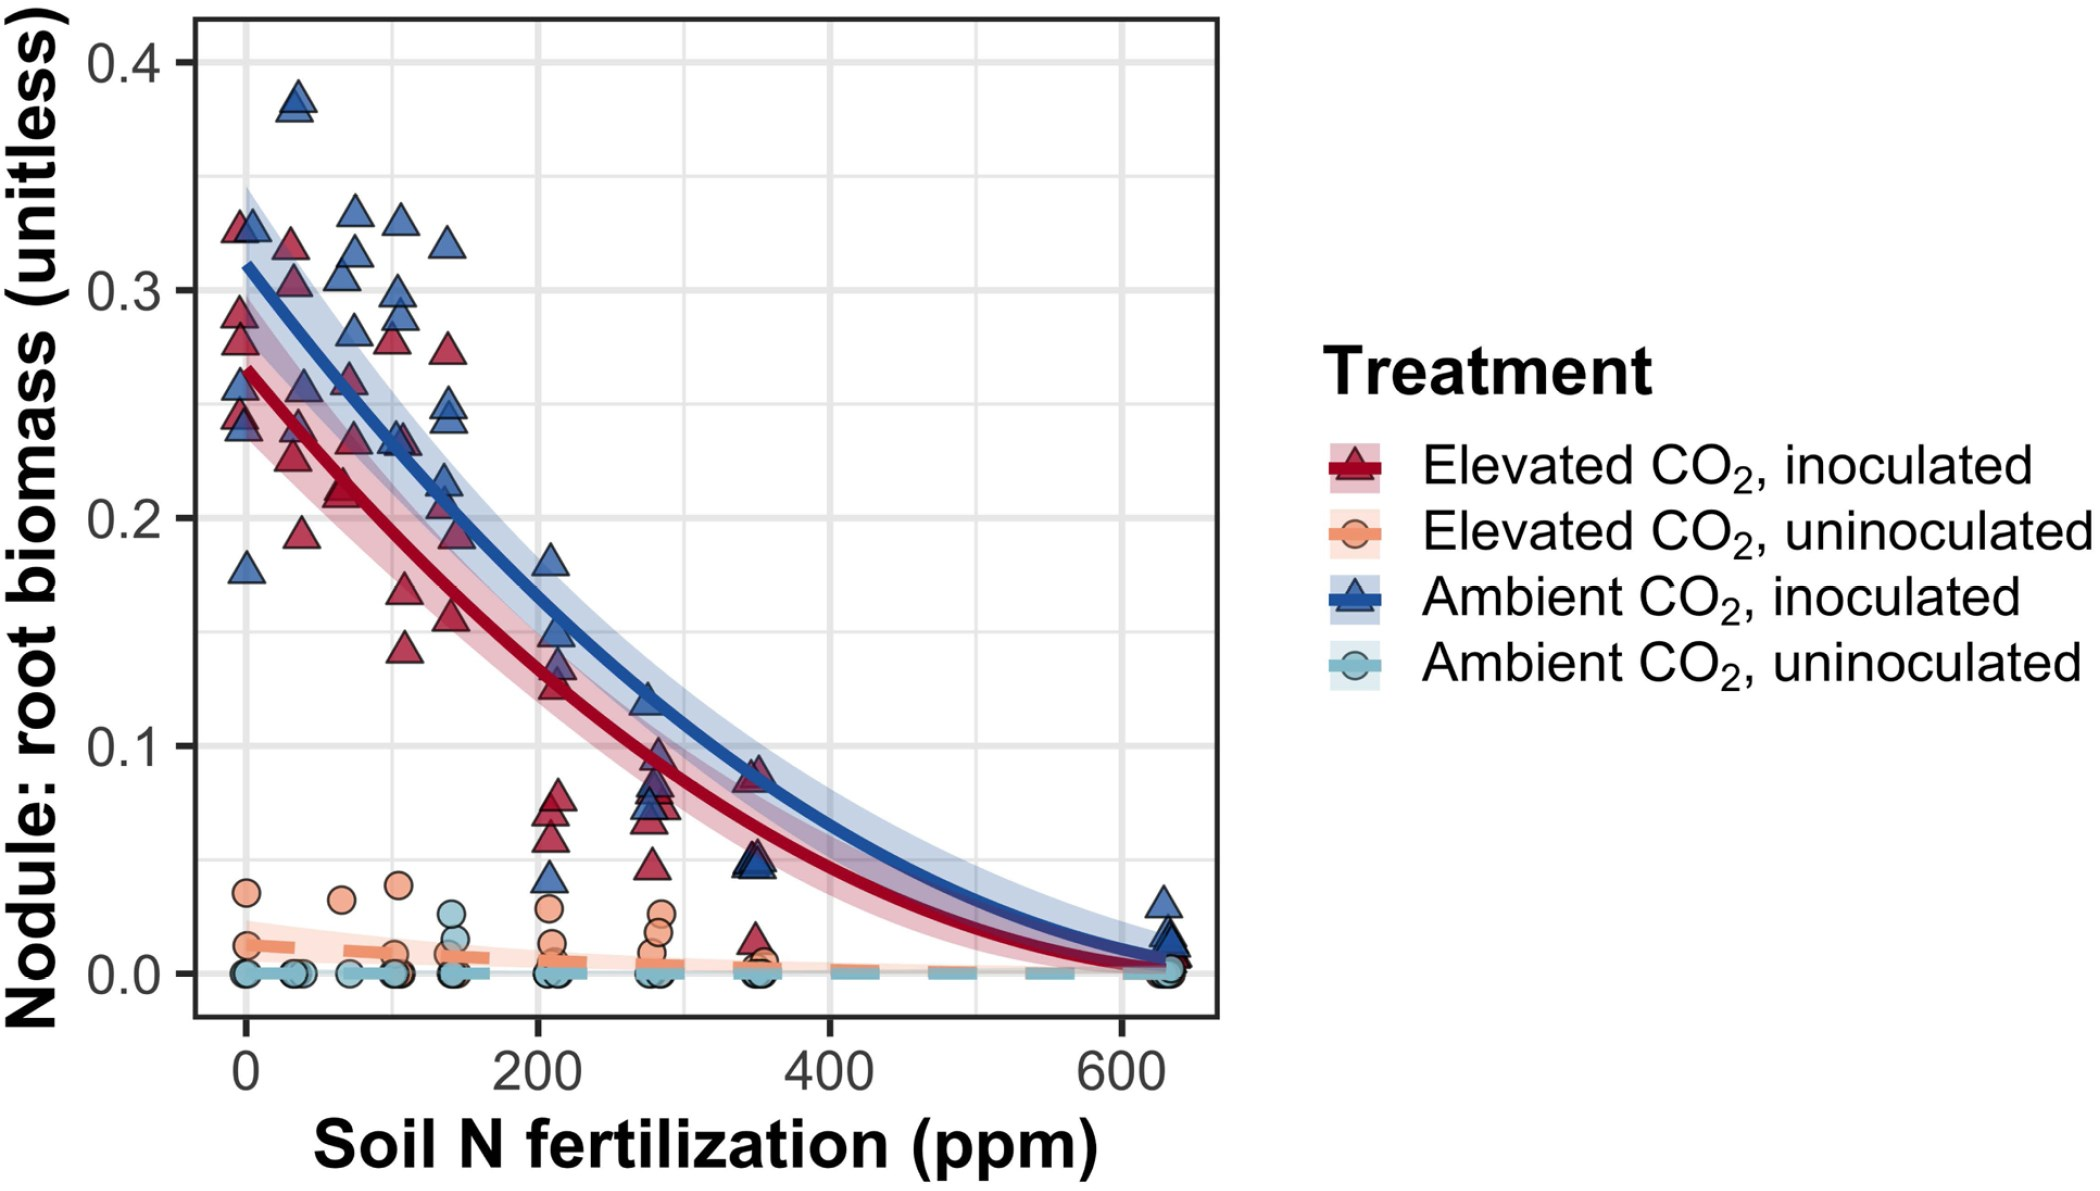 Nodule: root biomass (unitless)
0.4
0.3
0.2
0.1
0.0
0 200 400 600
Soil N fertilization (ppm)
Treatment
Elevated CO₂, inoculated
Elevated CO₂, uninoculated
Ambient CO₂, inoculated
Ambient CO₂, uninoculated